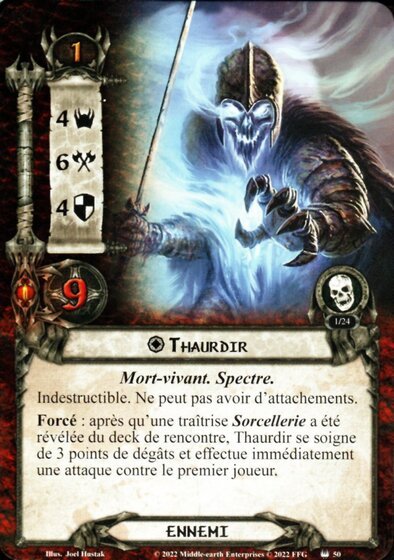 1
4
6
4
9
1/24
THAURDIR
Mort-vivant. Spectre.
Indestructible. Ne peut pas avoir d'attachements.
Forcé : après qu'une traîtrise Sorcellerie a été
révélée du deck de rencontre, Thaurdir se soigne
de 3 points de dégâts et effectue immédiatement
une attaque contre le premier joueur.
ENNEMI
Illus. Joel Hustak © 2022 Middle-earth Enterprises © 2022 FFG 50